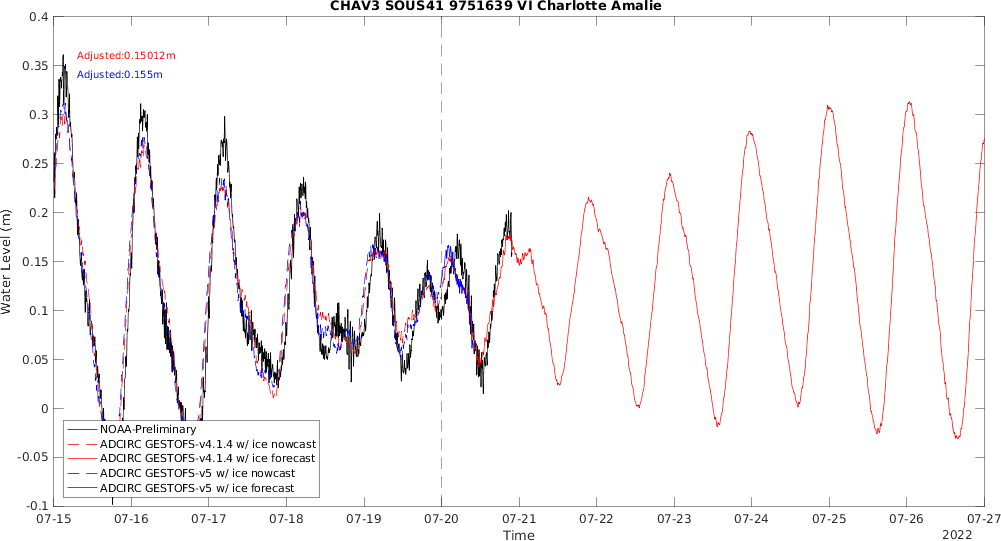 CHAV3 SOUS41 9751639 VI Charlotte Amalie
0.4
0.35
0.3
0.25
0.2
0.15
0.1
0.05
0
-0.05
-0.1
Water Level (m)
Adjusted:0.15012m
Adjusted:0.155m
NOAA-Preliminary
ADCIRC GESTOFS-v4.1.4 w/ ice nowcast
ADCIRC GESTOFS-v4.1.4 w/ ice forecast
ADCIRC GESTOFS-v5 w/ ice nowcast
ADCIRC GESTOFS-v5 w/ ice forecast
07-15 07-16 07-17 07-18 07-19 07-20 07-21 07-22 07-23 07-24 07-25 07-26 07-27
Time
2022